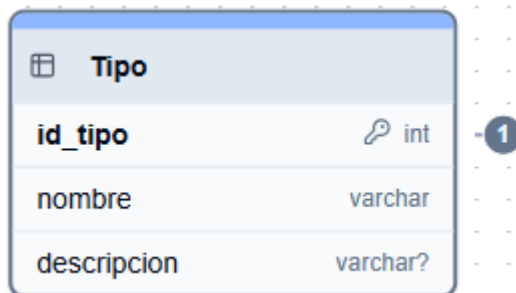 Tipo
id_tipo int 1
nombre varchar
descripcion varchar?